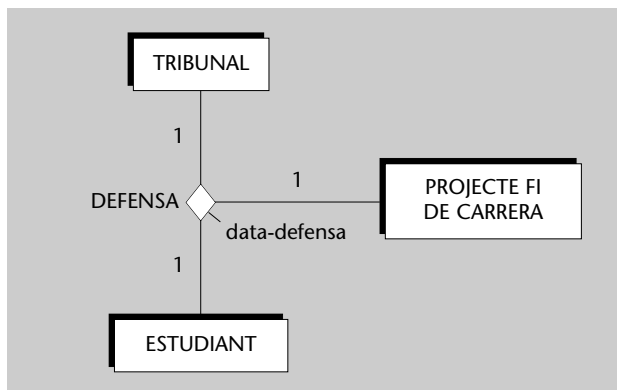 TRIBUNAL
1
1
DEFENSA
PROJECTE FI
DE CARRERA
data-defensa
1
ESTUDIANT